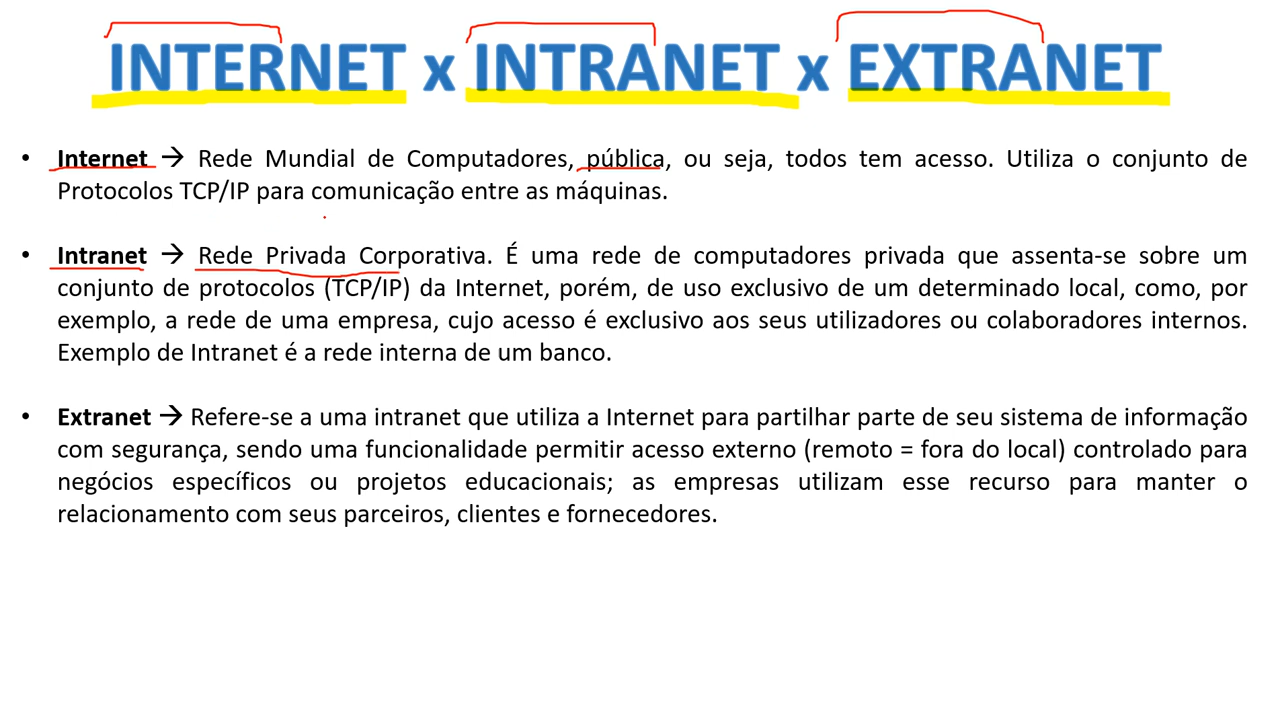 INTERNET x INTRANET x EXTRANET
• Internet → Rede Mundial de Computadores, pública, ou seja, todos tem acesso. Utiliza o conjunto de
Protocolos TCP/IP para comunicação entre as máquinas.
• Intranet → Rede Privada Corporativa. É uma rede de computadores privada que assenta-se sobre um
conjunto de protocolos (TCP/IP) da Internet, porém, de uso exclusivo de um determinado local, como, por
exemplo, a rede de uma empresa, cujo acesso é exclusivo aos seus utilizadores ou colaboradores internos.
Exemplo de Intranet é a rede interna de um banco.
• Extranet → Refere-se a uma intranet que utiliza a Internet para partilhar parte de seu sistema de informação
com segurança, sendo uma funcionalidade permitir acesso externo (remoto = fora do local) controlado para
negócios específicos ou projetos educacionais; as empresas utilizam esse recurso para manter o
relacionamento com seus parceiros, clientes e fornecedores.